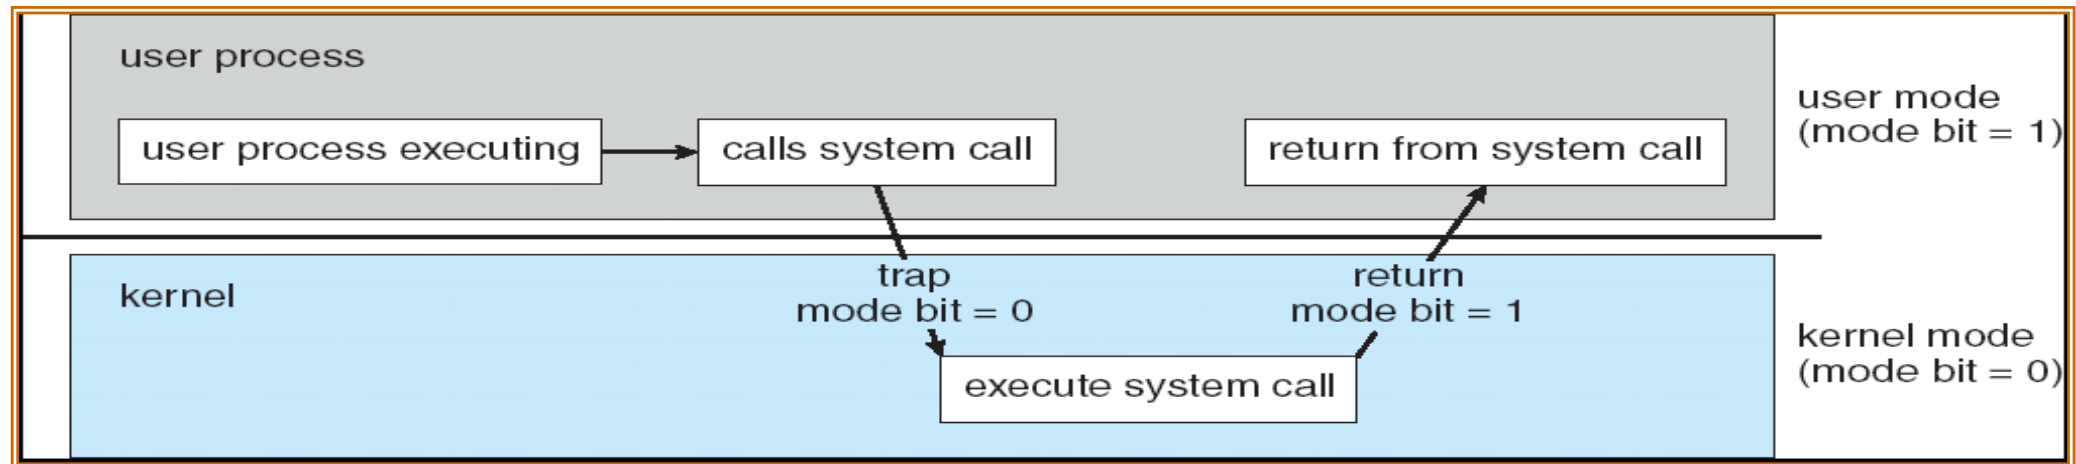 user process
user process executing
calls system call
return from system call
user mode
(mode bit = 1)
kernel
trap
mode bit = 0
return
mode bit = 1
execute system call
kernel mode
(mode bit = 0)